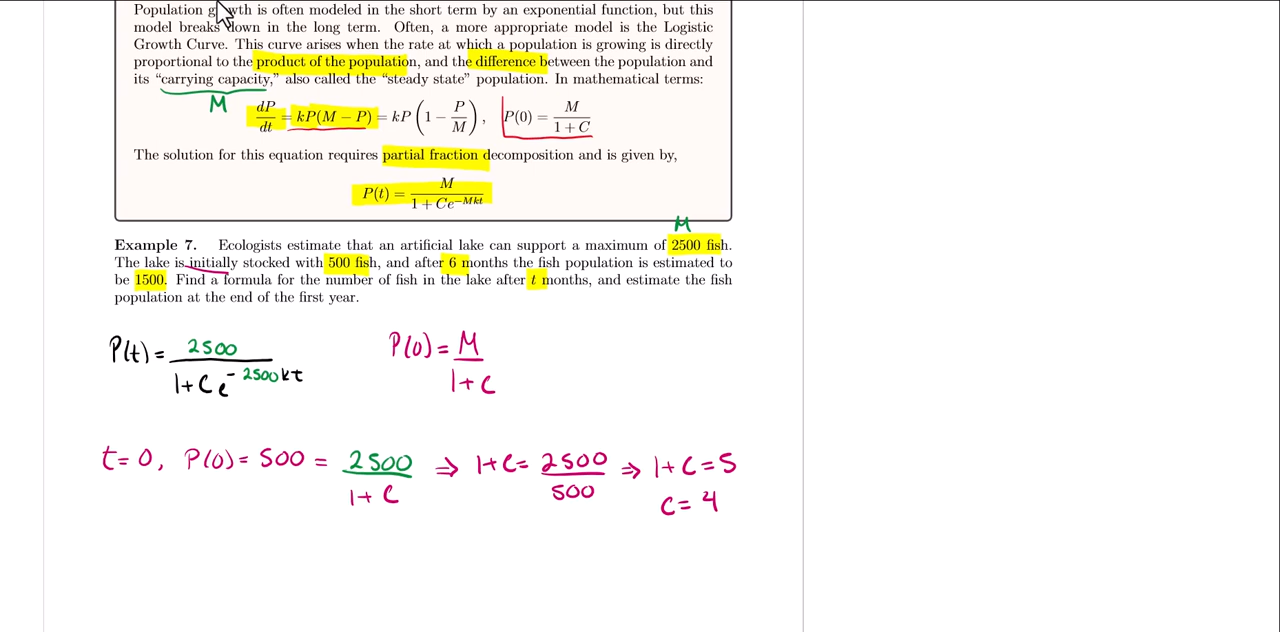 Population growth is often modeled in the short term by an exponential function, but this
model breaks down in the long term. Often, a more appropriate model is the Logistic
Growth Curve. This curve arises when the rate at which a population is growing is directly
proportional to the product of the population, and the difference between the population and
its “carrying capacity,” also called the “steady state” population. In mathematical terms:
M
dP/dt = kP(M − P) = kP(1 − P/M), P(0) = M/(1 + C)
The solution for this equation requires partial fraction decomposition and is given by,
P(t) = M/(1 + Ce^{−Mkt})
M
Example 7. Ecologists estimate that an artificial lake can support a maximum of 2500 fish.
The lake is initially stocked with 500 fish, and after 6 months the fish population is estimated to
be 1500. Find a formula for the number of fish in the lake after t months, and estimate the fish
population at the end of the first year.
P(t) = 2500/(1 + Ce^{−2500kt}) P(0) = M/(1 + C)
t = 0, P(0) = 500 = 2500/(1 + C) ⇒ 1 + C = 2500/500 ⇒ 1 + C = 5
C = 4